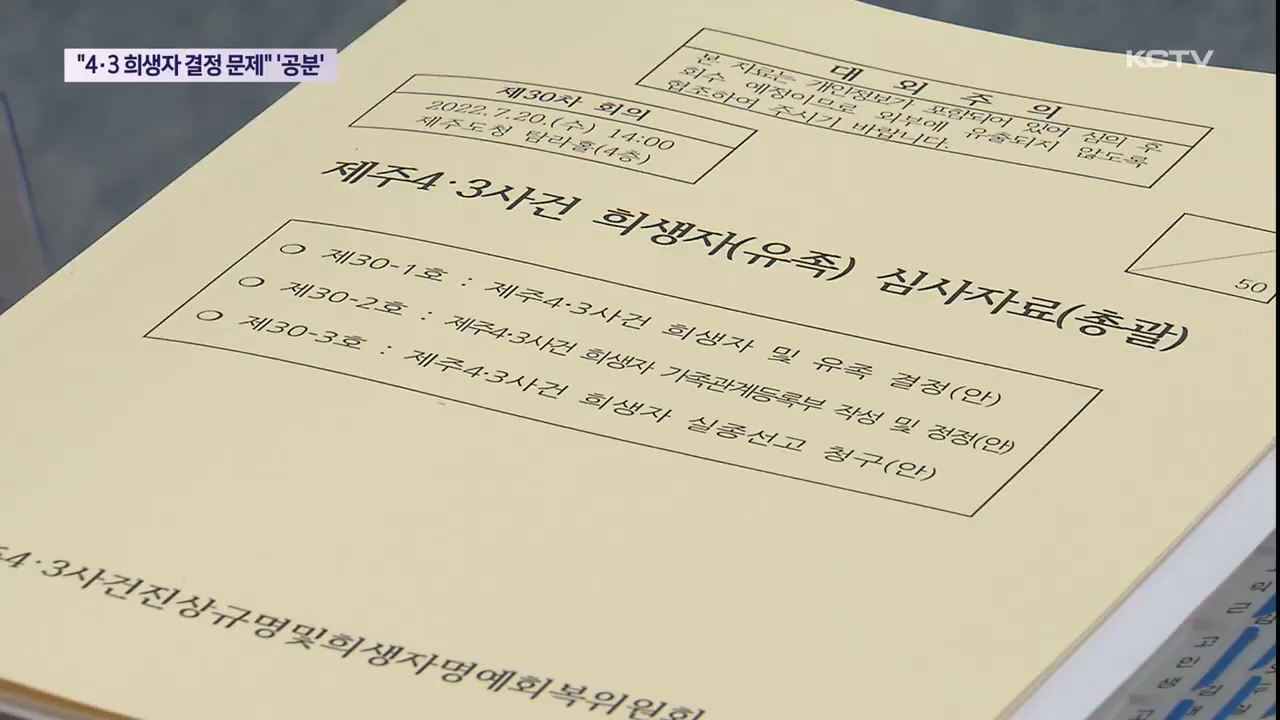 "4·3 희생자 결정 문제" '공분'
KCTV
대 외 주 의
본 자료는 개인정보가 포함되어 있어 심의 후
회수 예정이므로 외부에 유출되지 않도록
협조하여 주시기 바랍니다.
제30차 회의
2022.7.20.(수) 14:00
제주도청 탐라홀(4층)
제주4·3사건 희생자(유족) 심사자료(총괄)
50
○ 제30-1호 : 제주4·3사건 희생자 및 유족 결정(안)
○ 제30-2호 : 제주4·3사건 희생자 가족관계등록부 작성 및 정정(안)
○ 제30-3호 : 제주4·3사건 희생자 실종선고 청구(안)
4·3사건진상규명및희생자명예회복위원회